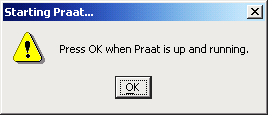 Starting Praat...
Press OK when Praat is up and running.
OK